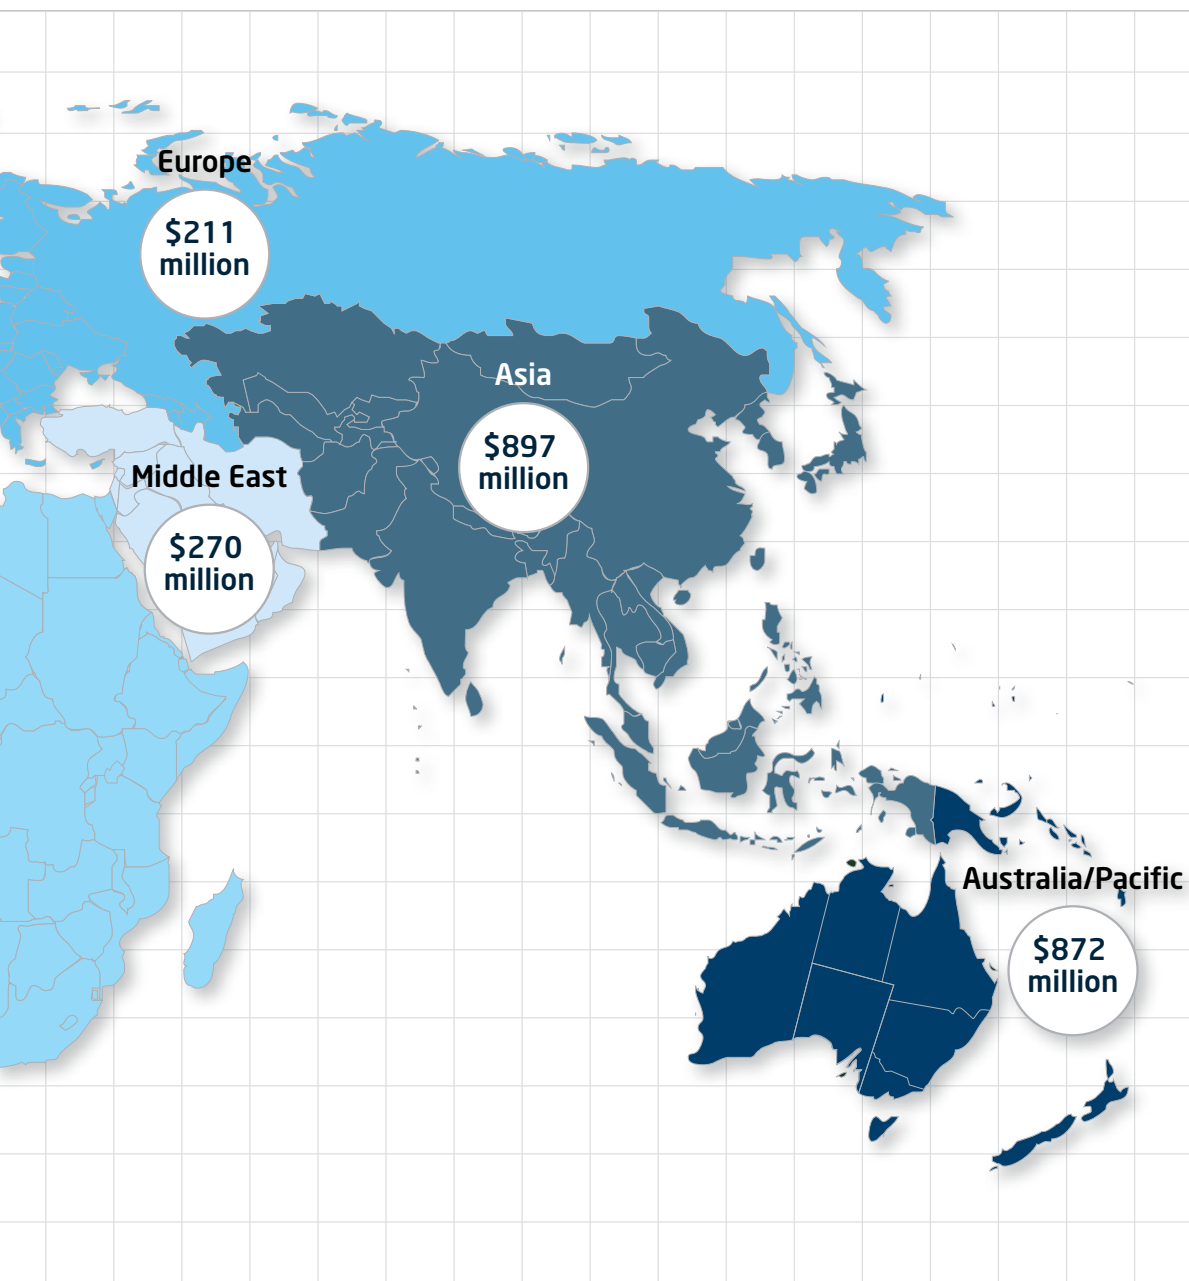 Europe
$211
million
Asia
$897
million
Middle East
$270
million
Australia/Pacific
$872
million